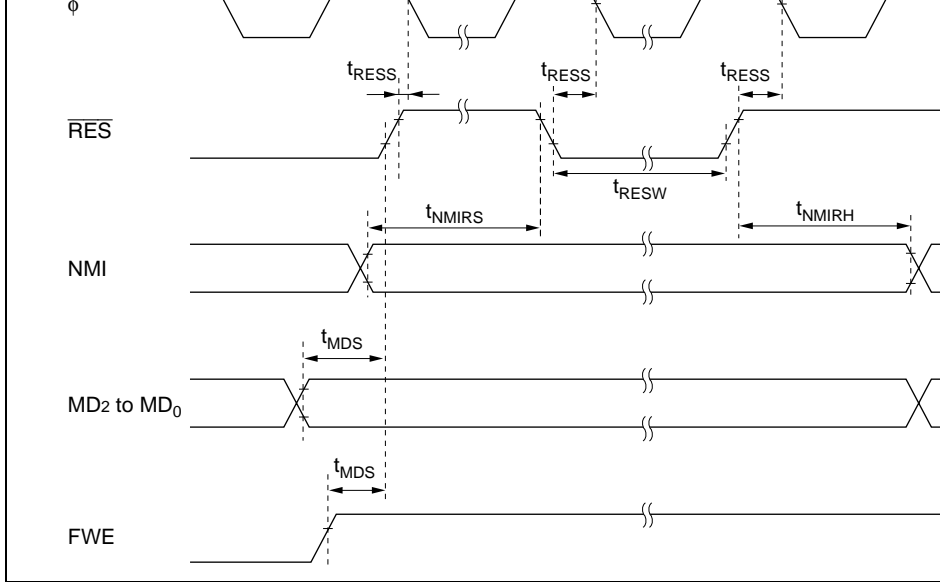 ϕ
tRESS tRESS tRESS
RES
tRESW
tNMIRS tNMIRH
NMI
tMDS
MD2 to MD0
tMDS
FWE